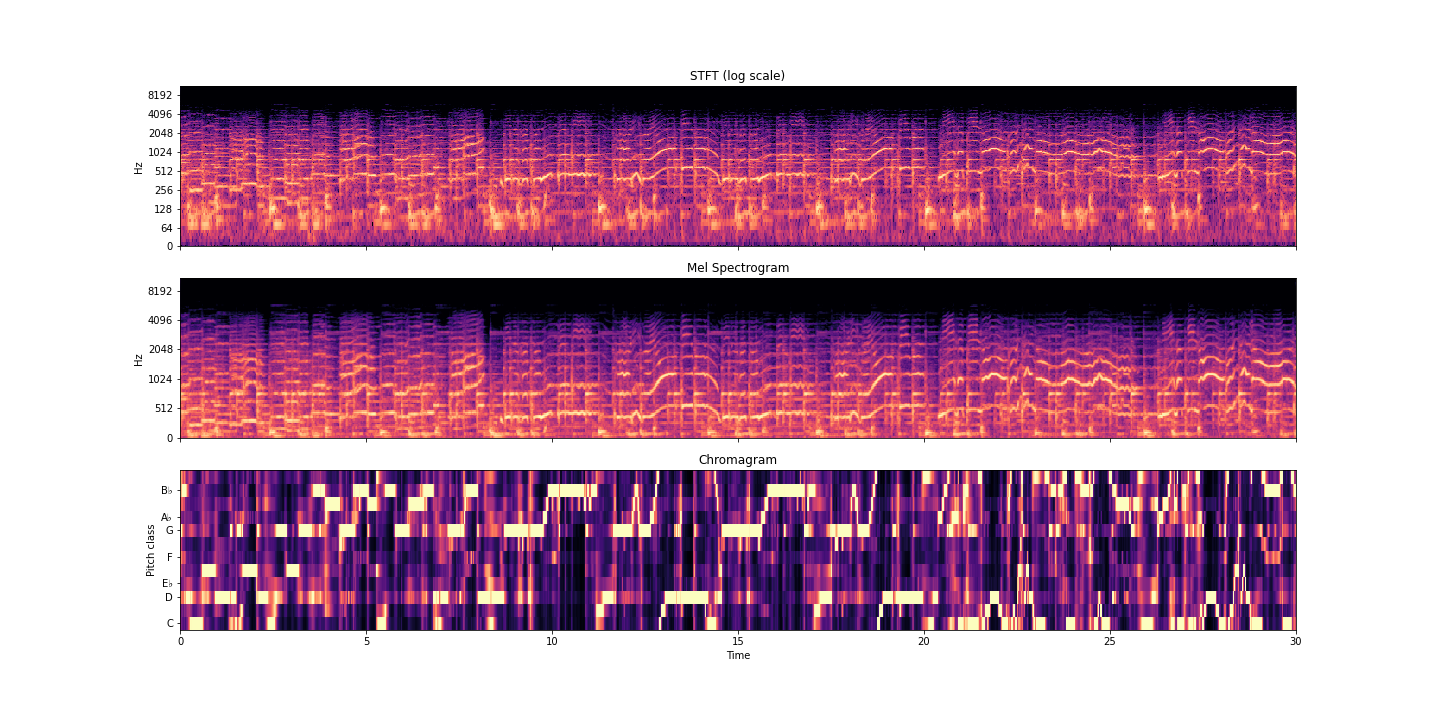 STFT (log scale)
8192
4096
2048
1024
512
256
128
64
0
Hz
Mel Spectrogram
8192
4096
2048
1024
512
0
Hz
Chromagram
B♭
A♭
G
F
E♭
D
C
Pitch class
0 5 10 15 20 25 30
Time